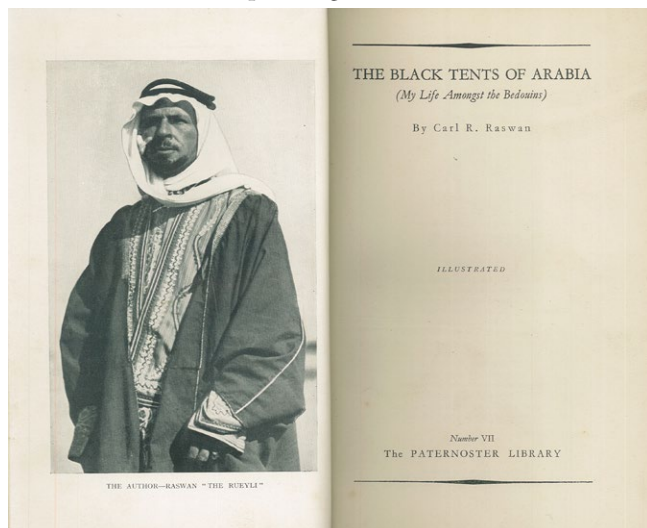 THE AUTHOR—RASWAN "THE RUEYLI"
THE BLACK TENTS OF ARABIA
(My Life Amongst the Bedouins)
By Carl R. Raswan
ILLUSTRATED
Number VII
The PATERNOSTER LIBRARY